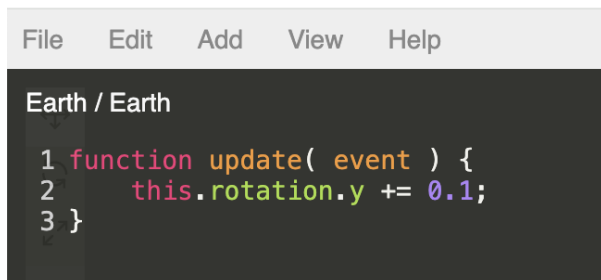 File Edit Add View Help
Earth / Earth
1 function update( event ) {
2     this.rotation.y += 0.1;
3 }